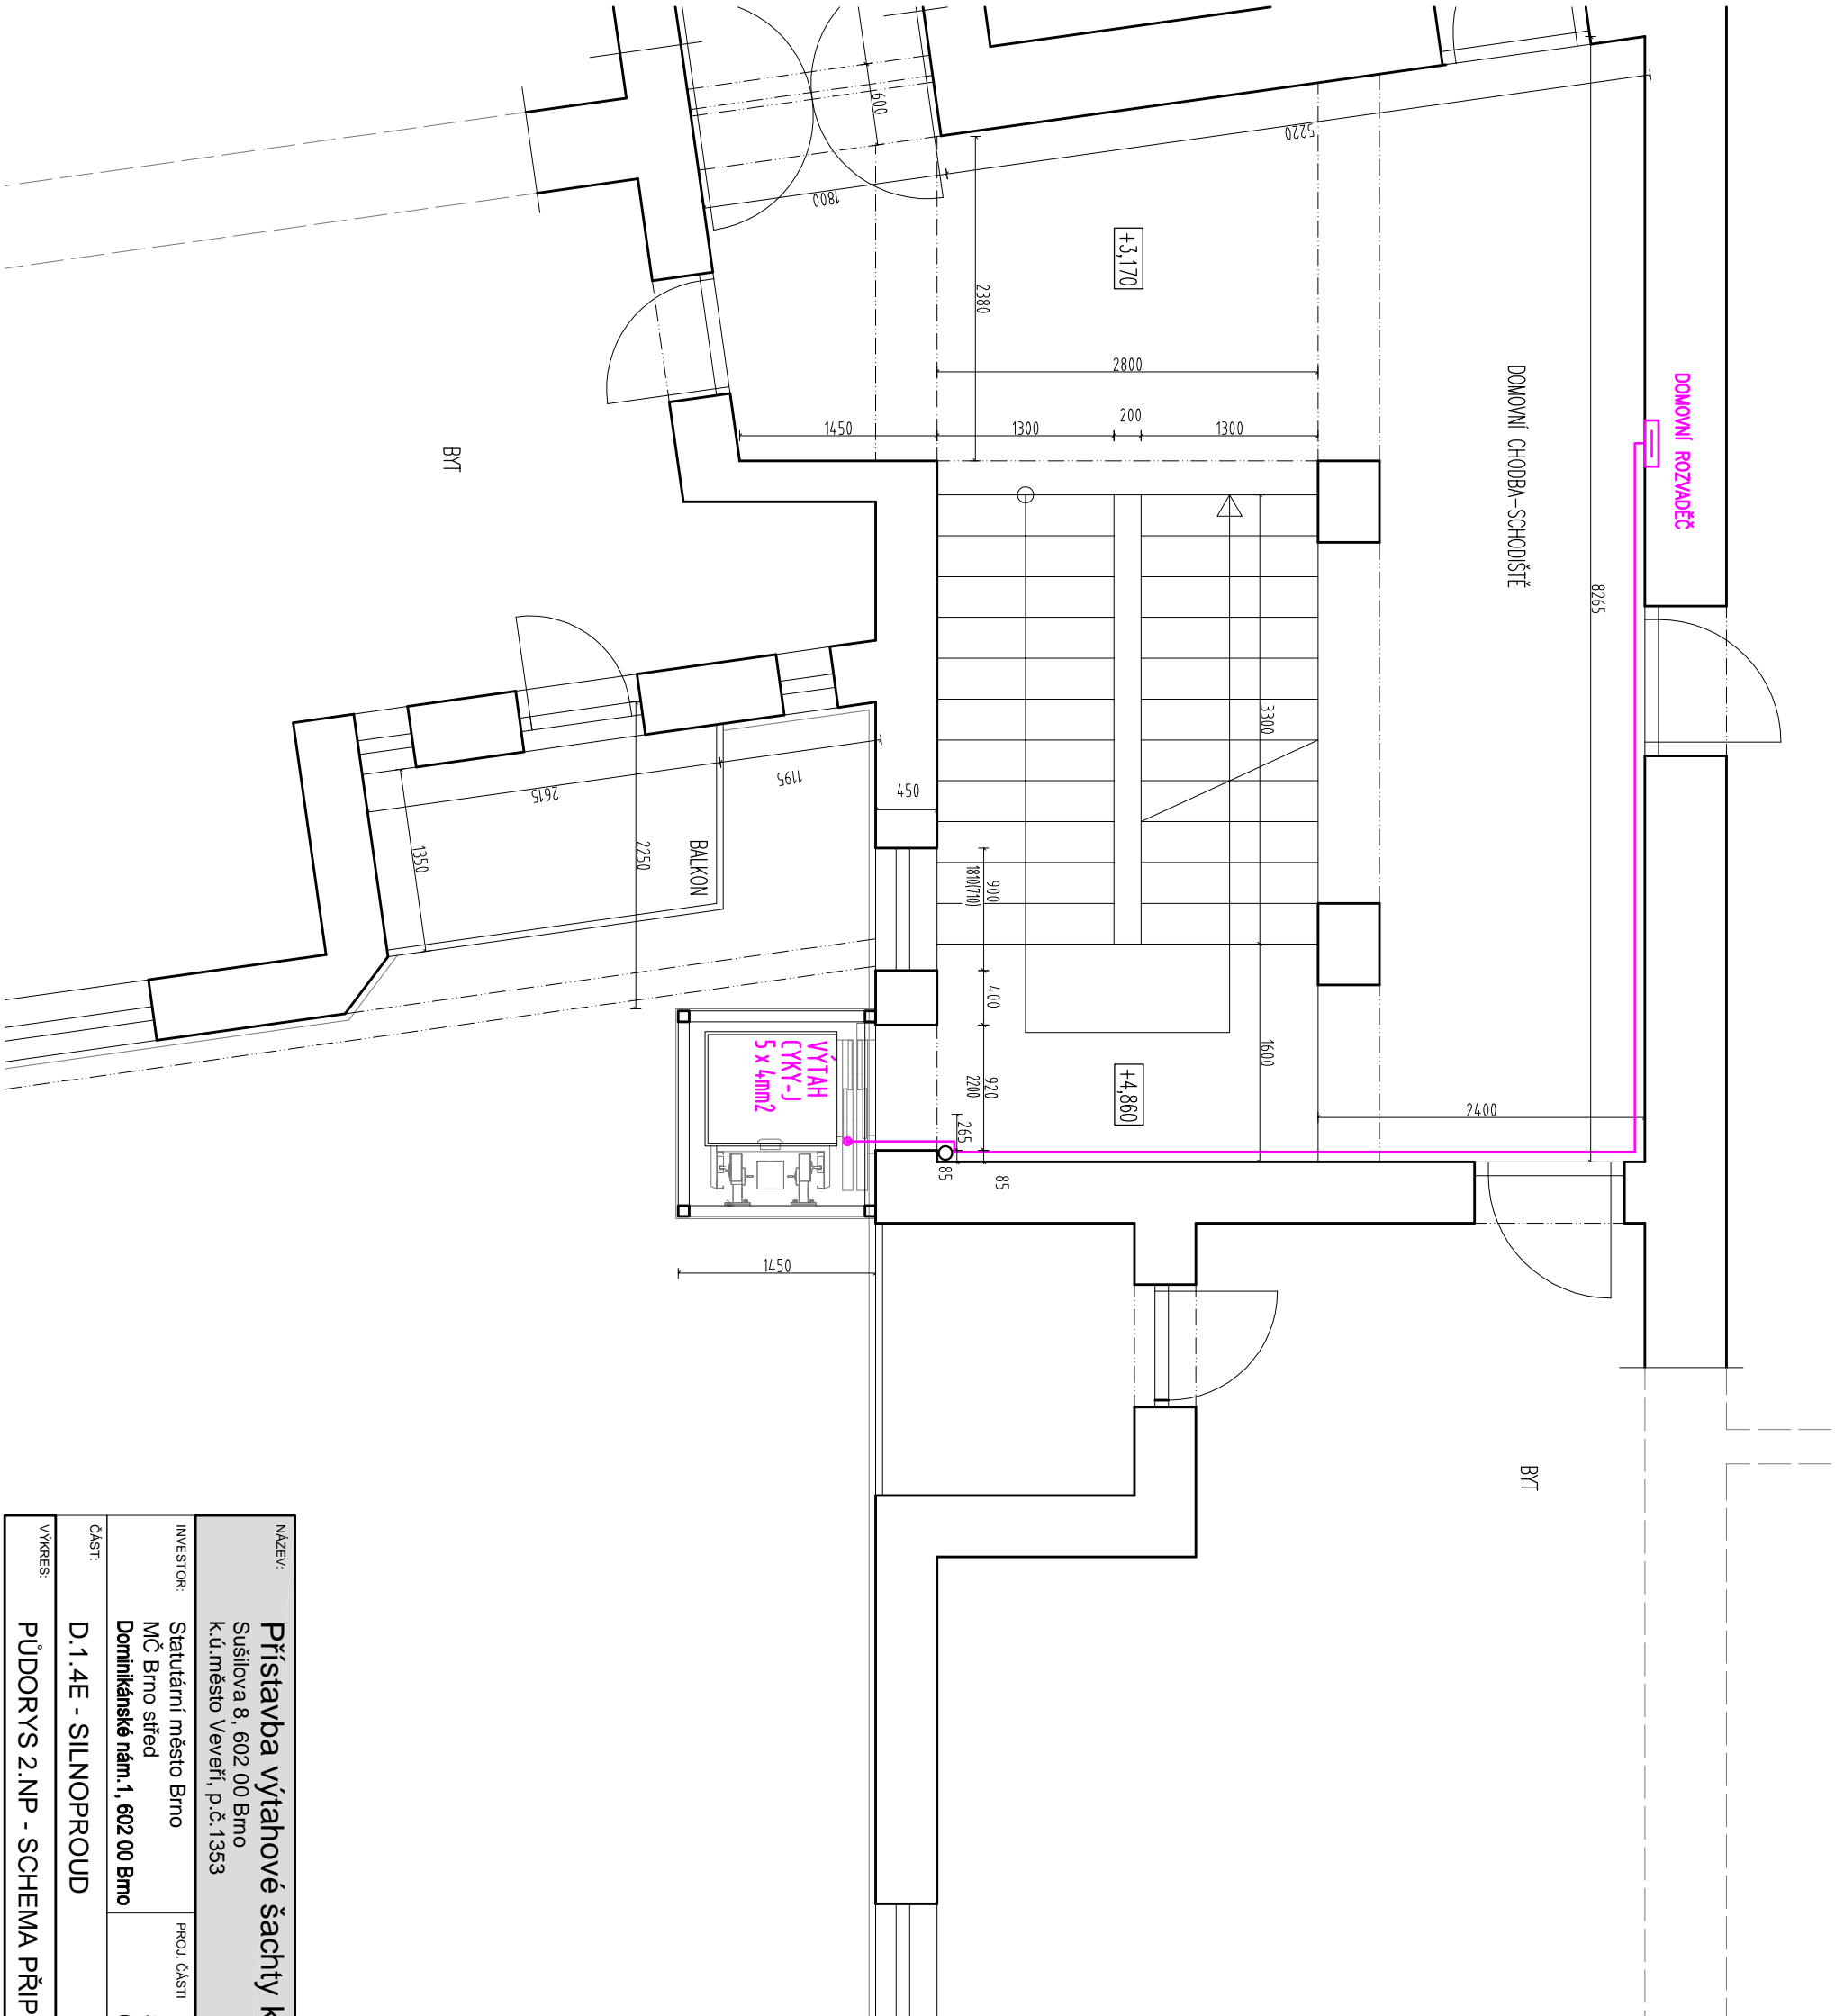 DOMOVNÍ ROZVADĚČ
DOMOVNÍ CHODBA-SCHODIŠTĚ
8265
5220
600
1800
+3,170
2380
2800
200
1450
1300
1300
BYT
3300
450
1195
2615
1350
2250
BALKON
900
1810(710)
400
920
2200
1600
+4,860
2400
265
85
85
VÝTAH
CYKY-J
5 x 4mm2
1450
BYT
NÁZEV:
Přístavba výtahové šachty k
Sušilova 8, 602 00 Brno
k.ú.město Veveří, p.č.1353
INVESTOR:
Statutární město Brno
MČ Brno střed
Dominikánské nám.1, 602 00 Brno
PROJ. ČÁSTI
ČÁST:
D.1.4E - SILNOPROUD
VÝKRES:
PŮDORYS 2.NP - SCHEMA PŘIP